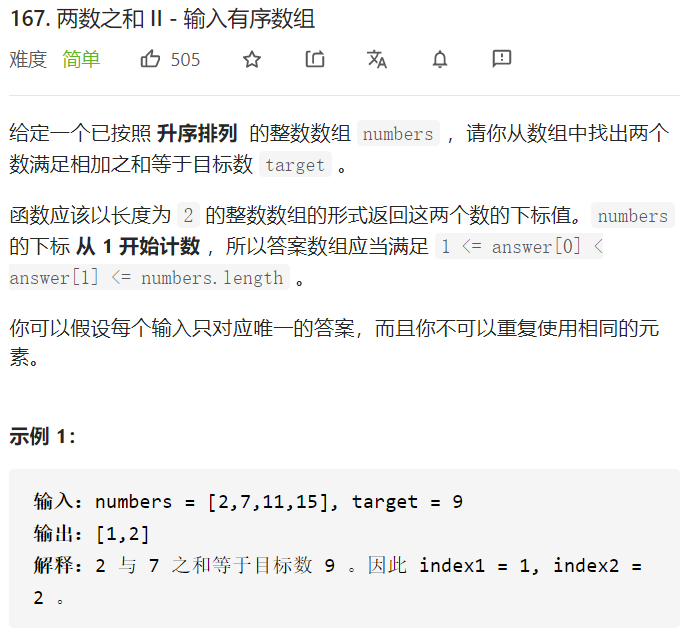 167. 两数之和 II - 输入有序数组
难度 简单 505
给定一个已按照 升序排列 的整数数组 numbers ，请你从数组中找出两个
数满足相加之和等于目标数 target 。
函数应该以长度为 2 的整数数组的形式返回这两个数的下标值。numbers
的下标 从 1 开始计数 ，所以答案数组应当满足 1 <= answer[0] <
answer[1] <= numbers.length 。
你可以假设每个输入只对应唯一的答案，而且你不可以重复使用相同的元
素。
示例 1：
输入：numbers = [2,7,11,15], target = 9
输出：[1,2]
解释：2 与 7 之和等于目标数 9 。因此 index1 = 1, index2 =
2 。